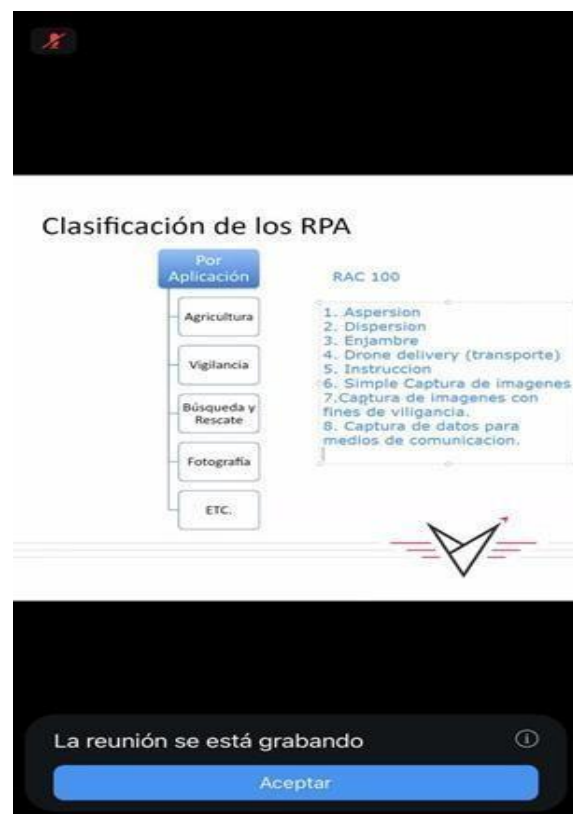 Clasificación de los RPA
Por
Aplicación
Agricultura
Vigilancia
Búsqueda y
Rescate
Fotografía
ETC.
RAC 100
1. Aspersion
2. Dispersion
3. Enjambre
4. Drone delivery (transporte)
5. Instruccion
6. Simple Captura de imagenes
7.Captura de imagenes con
fines de viligancia.
8. Captura de datos para
medios de comunicacion.
La reunión se está grabando
Aceptar